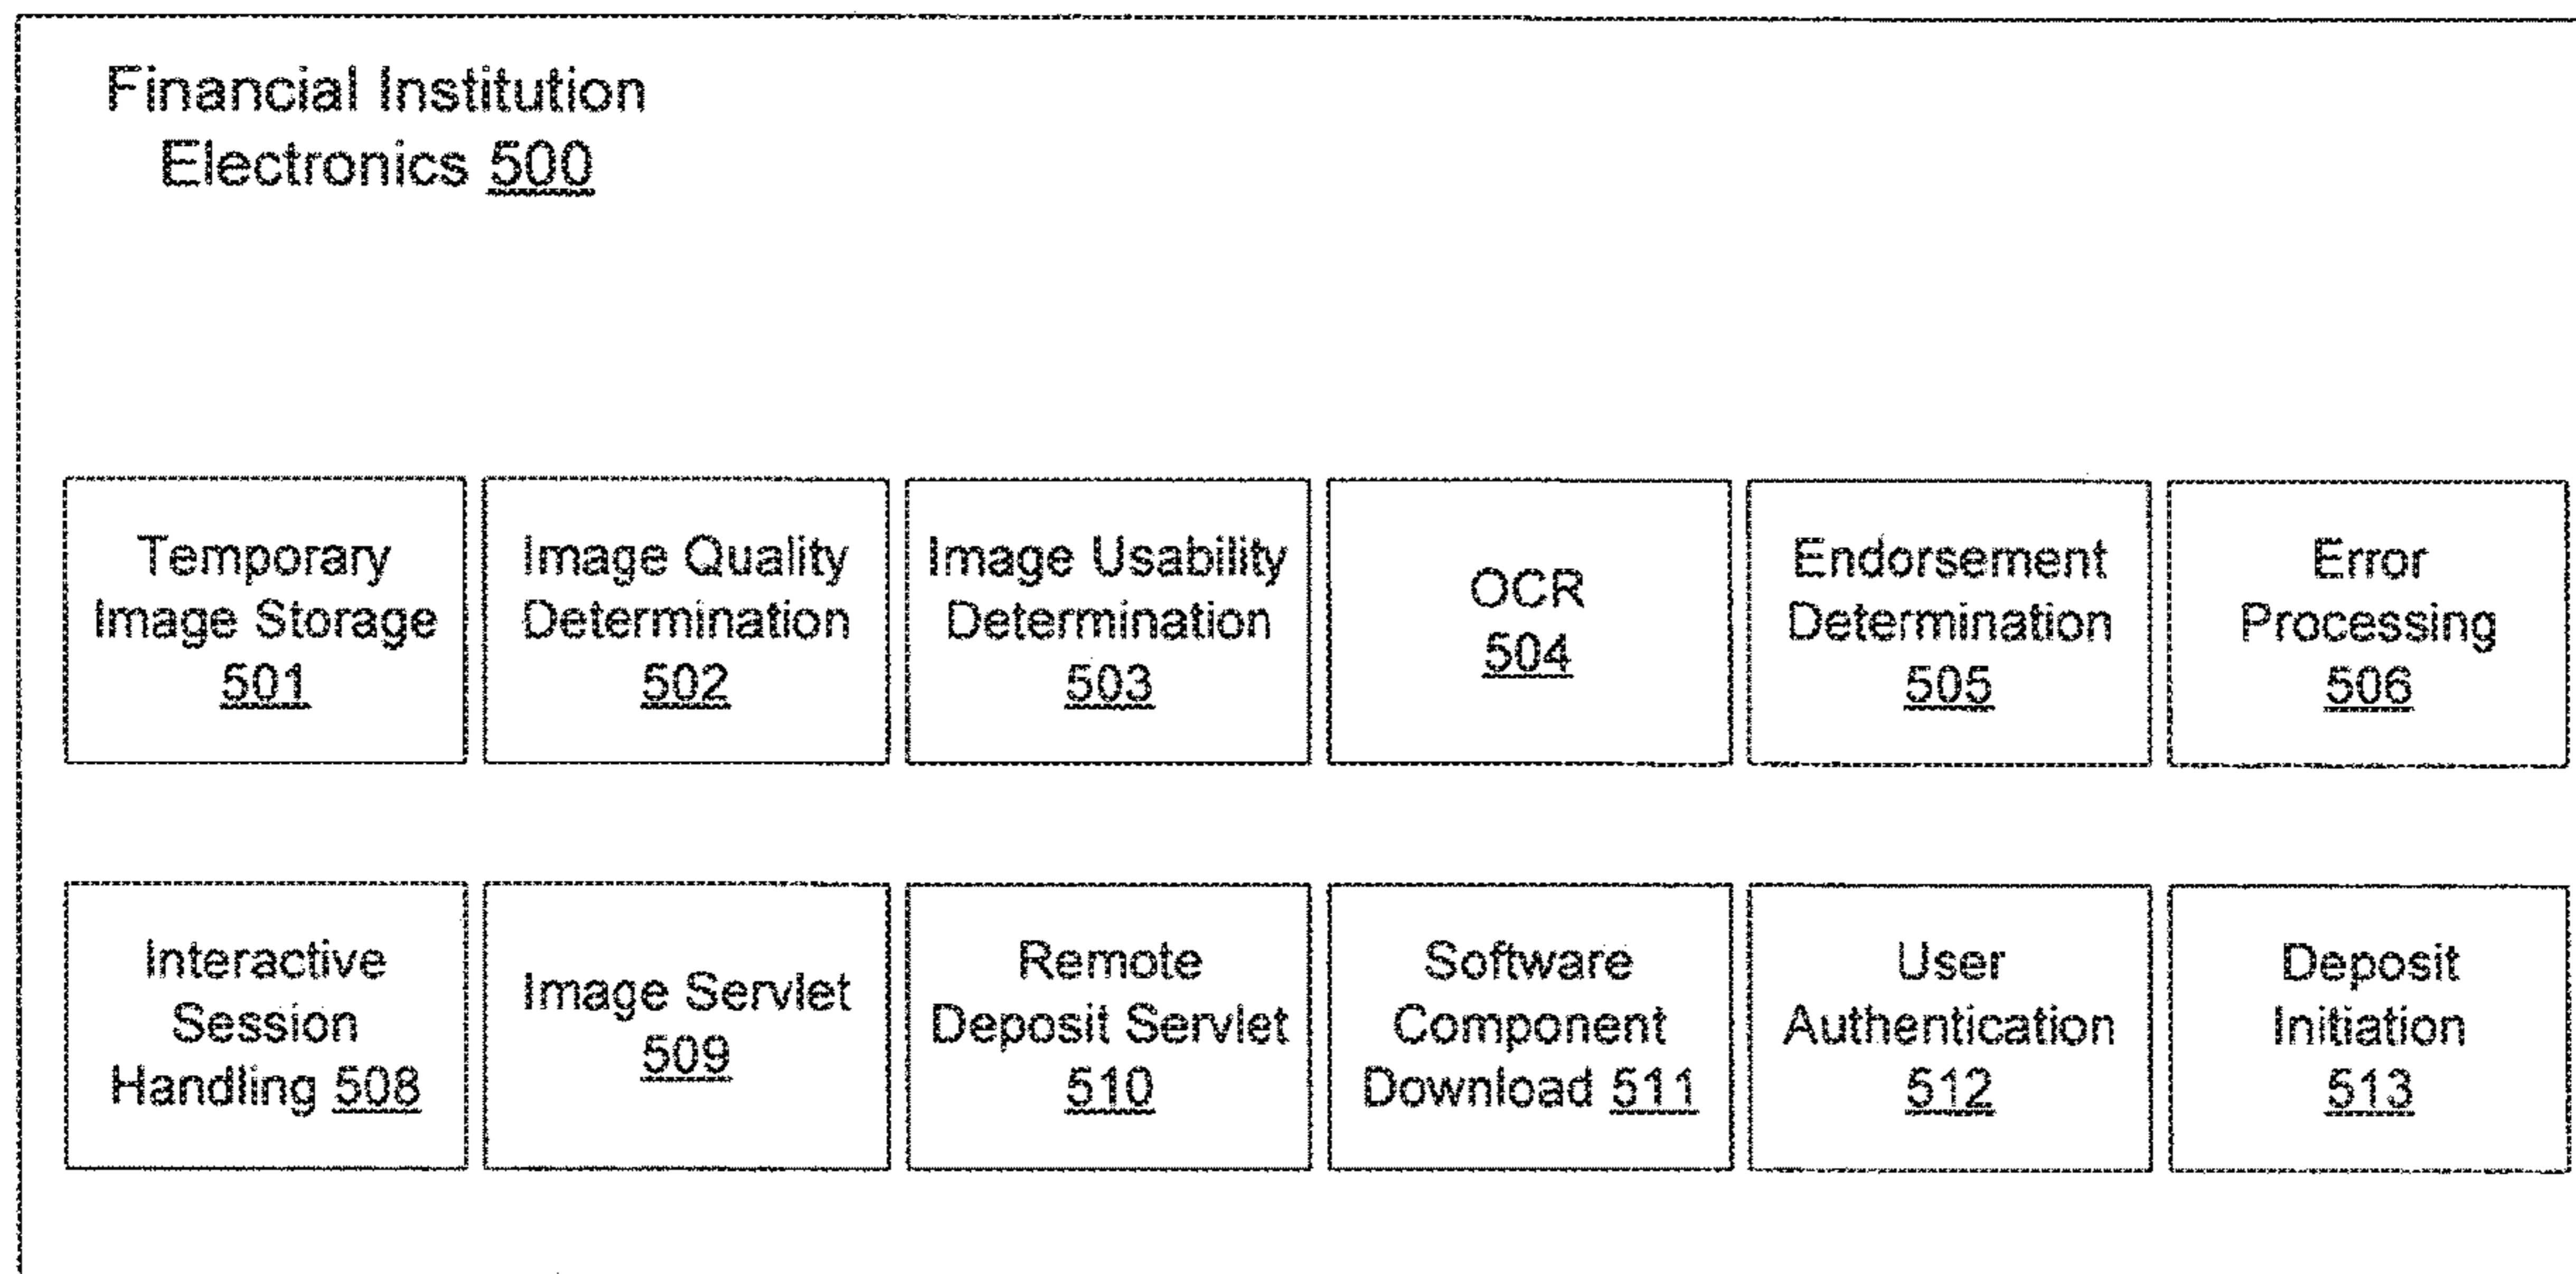 Financial Institution
Electronics 500
Temporary
Image Storage
501
Image Quality
Determination
502
Image Usability
Determination
503
OCR
504
Endorsement
Determination
505
Error
Processing
506
Interactive
Session
Handling 508
Image Servlet
509
Remote
Deposit Servlet
510
Software
Component
Download 511
User
Authentication
512
Deposit
Initiation
513